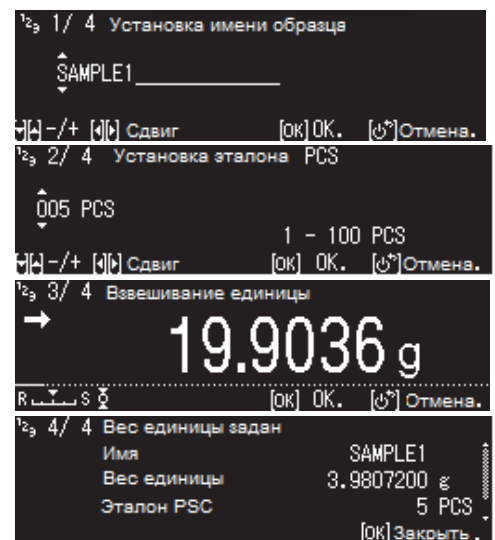 1/ 4 Установка имени образца
SAMPLE1
-/+ Сдвиг [OK]OK. Отмена.
2/ 4 Установка эталона PCS
005 PCS
1 - 100 PCS
-/+ Сдвиг [OK] OK. Отмена.
3/ 4 Взвешивание единицы
19.9036 g
R S [OK] OK. Отмена.
4/ 4 Вес единицы задан
Имя SAMPLE1
Вес единицы 3.9807200 g
Эталон PSC 5 PCS
[OK]Закрыть.